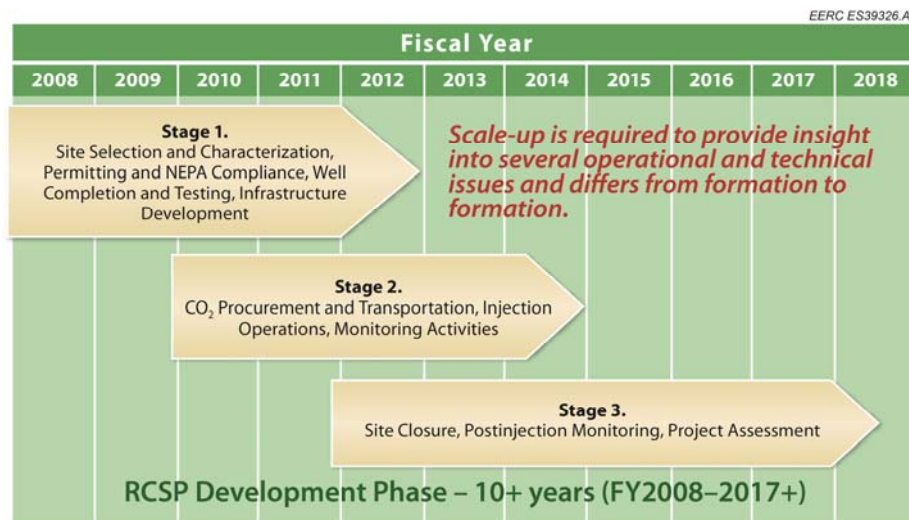 EERC ES39326.A
Fiscal Year
2008 2009 2010 2011 2012 2013 2014 2015 2016 2017 2018
Stage 1.
Site Selection and Characterization,
Permitting and NEPA Compliance, Well
Completion and Testing, Infrastructure
Development
Scale-up is required to provide insight
into several operational and technical
issues and differs from formation to
formation.
Stage 2.
CO₂ Procurement and Transportation, Injection
Operations, Monitoring Activities
Stage 3.
Site Closure, Postinjection Monitoring, Project Assessment
RCSP Development Phase – 10+ years (FY2008–2017+)